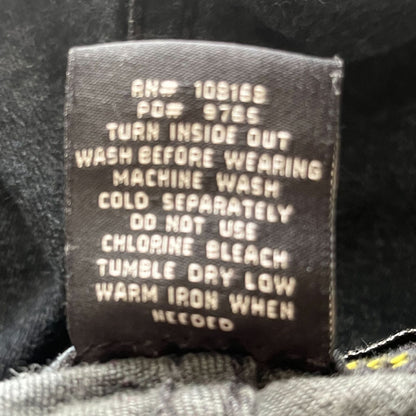 RN# 109169
PO# 9765
TURN INSIDE OUT
WASH BEFORE WEARING
MACHINE WASH
COLD SEPARATELY
DO NOT USE
CHLORINE BLEACH
TUMBLE DRY LOW
WARM IRON WHEN
NEEDED